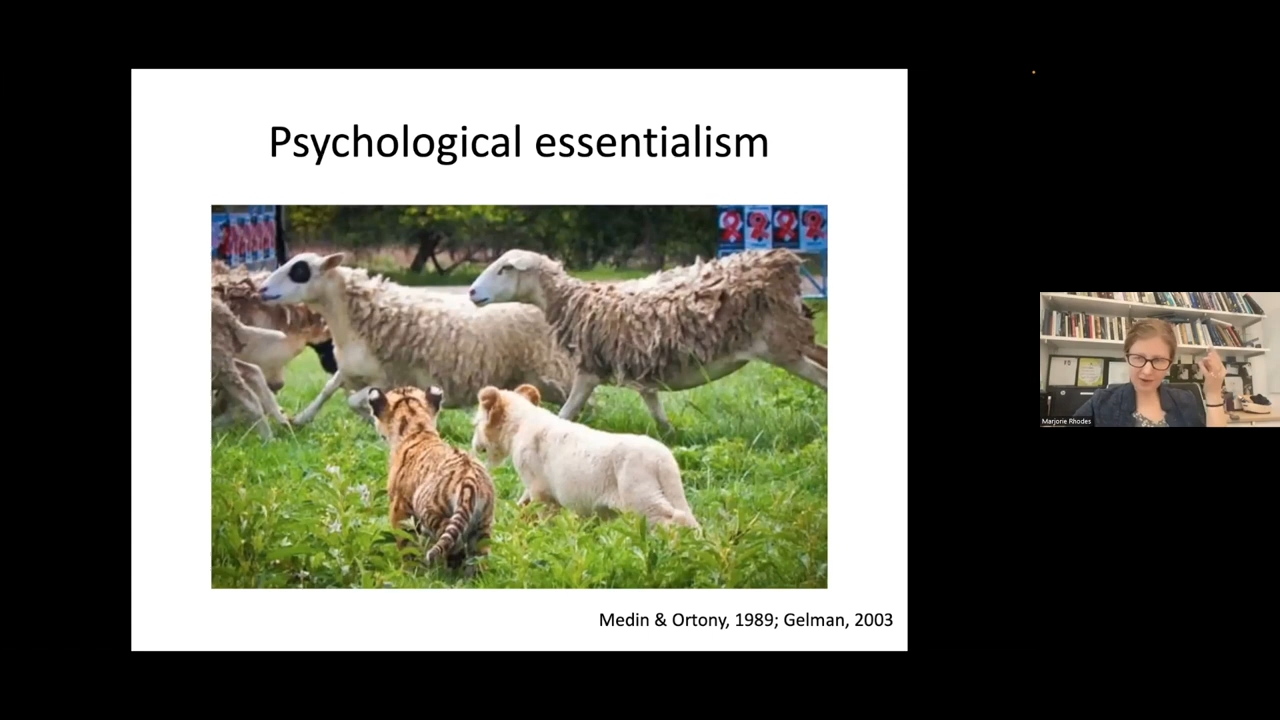 Psychological essentialism
Medin & Ortony, 1989; Gelman, 2003
Marjorie Rhodes